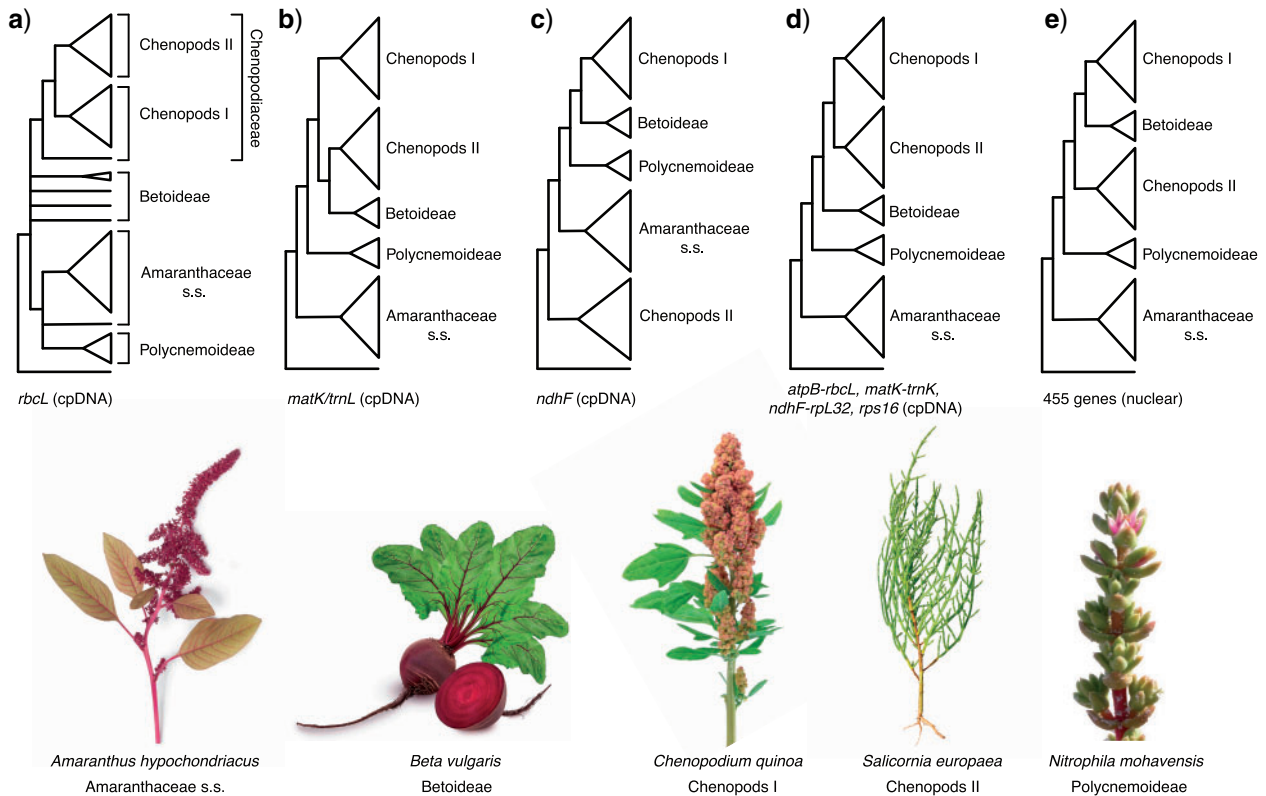 a)
Chenopods II
Chenopods I
Chenopodiaceae
Betoideae
Amaranthaceae
s.s.
Polycnemoideae
rbcL (cpDNA)
b)
Chenopods I
Chenopods II
Betoideae
Polycnemoideae
Amaranthaceae
s.s.
matK/trnL (cpDNA)
c)
Chenopods I
Betoideae
Polycnemoideae
Amaranthaceae
s.s.
Chenopods II
ndhF (cpDNA)
d)
Chenopods I
Chenopods II
Betoideae
Polycnemoideae
Amaranthaceae
s.s.
atpB-rbcL, matK-trnK,
ndhF-rpL32, rps16 (cpDNA)
e)
Chenopods I
Betoideae
Chenopods II
Polycnemoideae
Amaranthaceae
s.s.
455 genes (nuclear)
Amaranthus hypochondriacus
Amaranthaceae s.s.
Beta vulgaris
Betoideae
Chenopodium quinoa
Chenopods I
Salicornia europaea
Chenopods II
Nitrophila mohavensis
Polycnemoideae